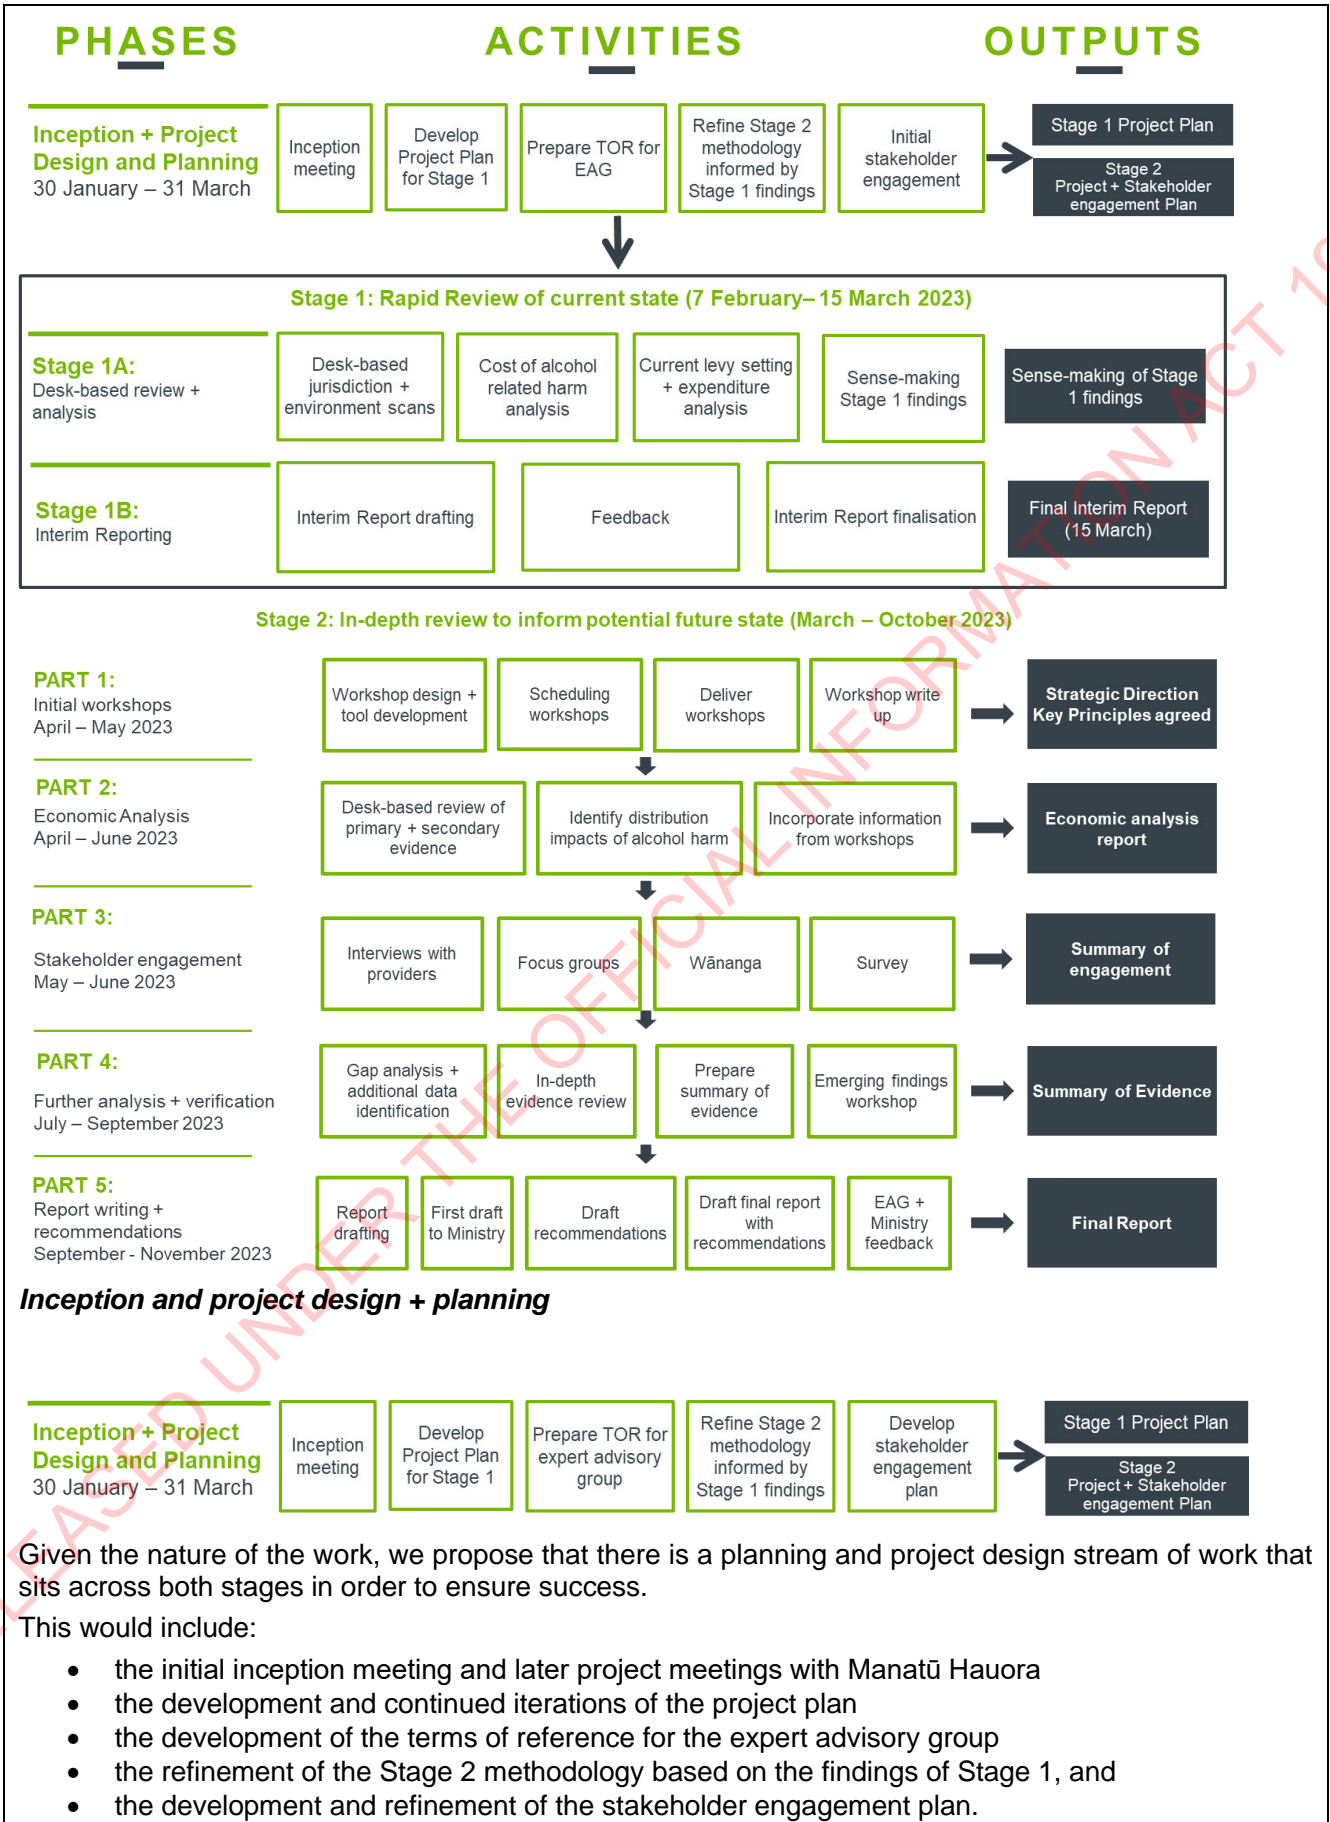 PHASES
ACTIVITIES
OUTPUTS
Inception + Project
Design and Planning
30 January – 31 March
Inception
meeting
Develop
Project Plan
for Stage 1
Prepare TOR for
EAG
Refine Stage 2
methodology
informed by
Stage 1 findings
Initial
stakeholder
engagement
Stage 1 Project Plan
Stage 2
Project + Stakeholder
engagement Plan
Stage 1: Rapid Review of current state (7 February– 15 March 2023)
Stage 1A:
Desk-based review +
analysis
Desk-based
jurisdiction +
environment scans
Cost of alcohol
related harm
analysis
Current levy setting
+ expenditure
analysis
Sense-making
Stage 1 findings
Sense-making of Stage
1 findings
Stage 1B:
Interim Reporting
Interim Report drafting
Feedback
Interim Report finalisation
Final Interim Report
(15 March)
Stage 2: In-depth review to inform potential future state (March – October 2023)
PART 1:
Initial workshops
April – May 2023
Workshop design +
tool development
Scheduling
workshops
Deliver
workshops
Workshop write
up
Strategic Direction
Key Principles agreed
PART 2:
Economic Analysis
April – June 2023
Desk-based review of
primary + secondary
evidence
Identify distribution
impacts of alcohol harm
Incorporate information
from workshops
Economic analysis
report
PART 3:
Stakeholder engagement
May – June 2023
Interviews with
providers
Focus groups
Wānanga
Survey
Summary of
engagement
PART 4:
Further analysis + verification
July – September 2023
Gap analysis +
additional data
identification
In-depth
evidence review
Prepare
summary of
evidence
Emerging findings
workshop
Summary of Evidence
PART 5:
Report writing +
recommendations
September - November 2023
Report
drafting
First draft
to Ministry
Draft
recommendations
Draft final report
with
recommendations
EAG +
Ministry
feedback
Final Report
Inception and project design + planning
Inception + Project
Design and Planning
30 January – 31 March
Inception
meeting
Develop
Project Plan
for Stage 1
Prepare TOR for
expert advisory
group
Refine Stage 2
methodology
informed by
Stage 1 findings
Develop
stakeholder
engagement
plan
Stage 1 Project Plan
Stage 2
Project + Stakeholder
engagement Plan
Given the nature of the work, we propose that there is a planning and project design stream of work that
sits across both stages in order to ensure success.
This would include:
• the initial inception meeting and later project meetings with Manatū Hauora
• the development and continued iterations of the project plan
• the development of the terms of reference for the expert advisory group
• the refinement of the Stage 2 methodology based on the findings of Stage 1, and
• the development and refinement of the stakeholder engagement plan.
UNDER THE OFFICIAL INFORMATION ACT